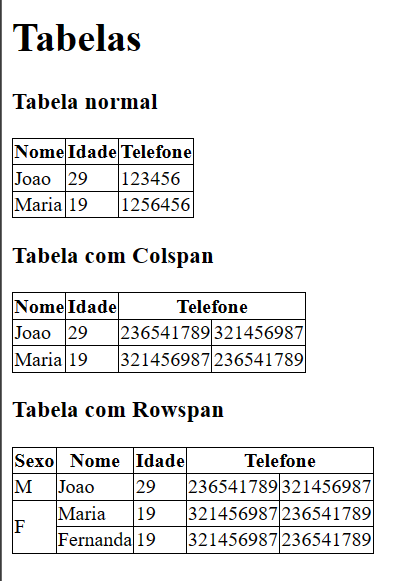 Tabelas
Tabela normal
Nome Idade Telefone
Joao 29 123456
Maria 19 1256456
Tabela com Colspan
Nome Idade Telefone
Joao 29 236541789 321456987
Maria 19 321456987 236541789
Tabela com Rowspan
Sexo Nome Idade Telefone
M Joao 29 236541789 321456987
F Maria 19 321456987 236541789
Fernanda 19 321456987 236541789